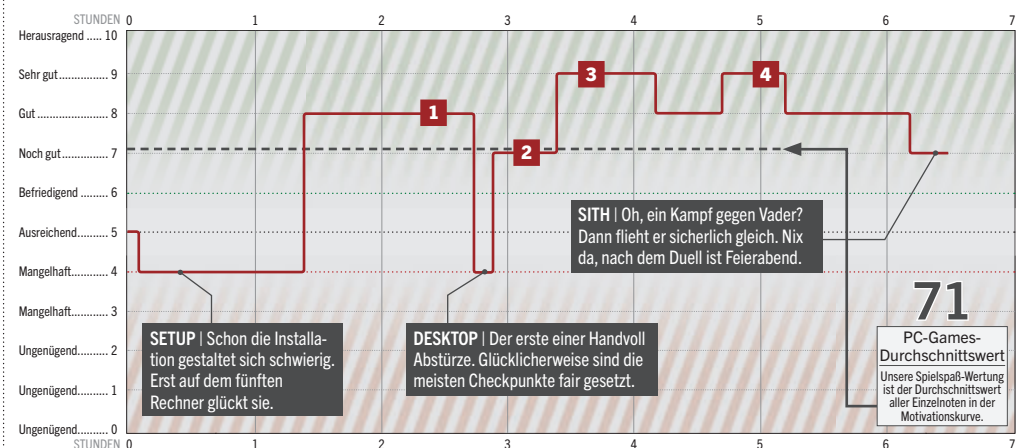 STUNDEN 0 1 2 3 4 5 6 7
Herausragend ..... 10
Sehr gut ............... 9
Gut ........................ 8
Noch gut ............... 7
Befriedigend ......... 6
Ausreichend .......... 5
Mangelhaft ............ 4
Mangelhaft ............ 3
Ungenügend .......... 2
Ungenügend .......... 1
Ungenügend .......... 0
1
2
3
4
SITH | Oh, ein Kampf gegen Vader?
Dann flieht er sicherlich gleich. Nix
da, nach dem Duell ist Feierabend.
SETUP | Schon die Installa-
tion gestaltet sich schwierig.
Erst auf dem fünften
Rechner glückt sie.
DESKTOP | Der erste einer Handvoll
Abstürze. Glücklicherweise sind die
meisten Checkpunkte fair gesetzt.
71
PC-Games-
Durchschnittswert
Unsere Spielspaß-Wertung
ist der Durchschnittswert
aller Einzelnoten in der
Motivationskurve.
STUNDEN 0 1 2 3 4 5 6 7